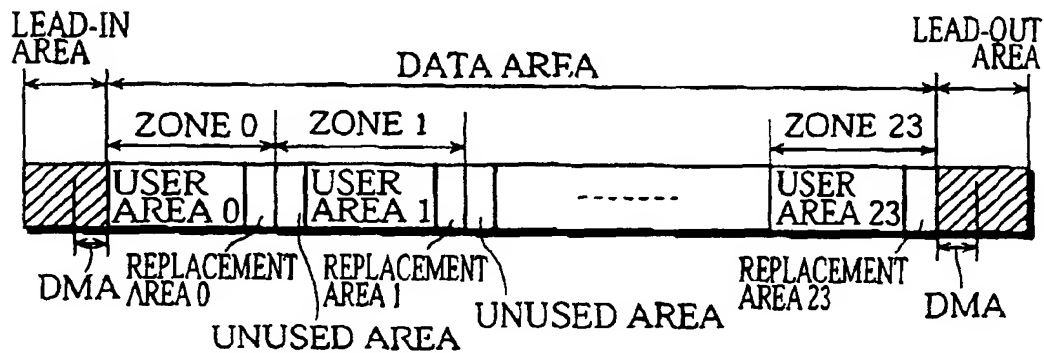 LEAD-IN
AREA
LEAD-OUT
AREA
DATA AREA
ZONE 0
ZONE 1
ZONE 23
USER
AREA 0
USER
AREA 1
USER
AREA 23
DMA
REPLACEMENT
AREA 0
REPLACEMENT
AREA 1
REPLACEMENT
AREA 23
DMA
UNUSED AREA
UNUSED AREA